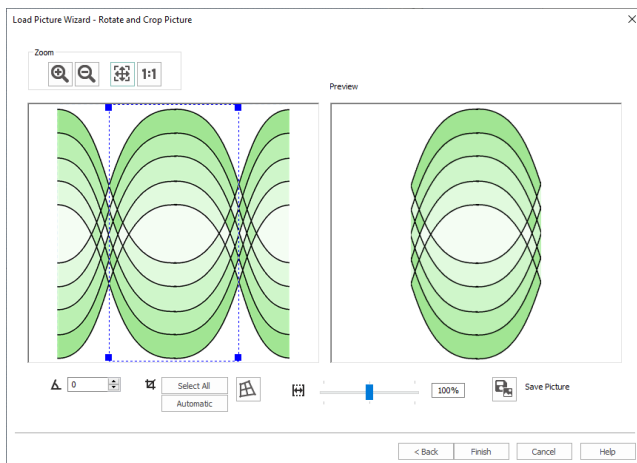 Load Picture Wizard - Rotate and Crop Picture
Zoom
1:1
Preview
0
Select All
Automatic
100%
Save Picture
< Back
Finish
Cancel
Help